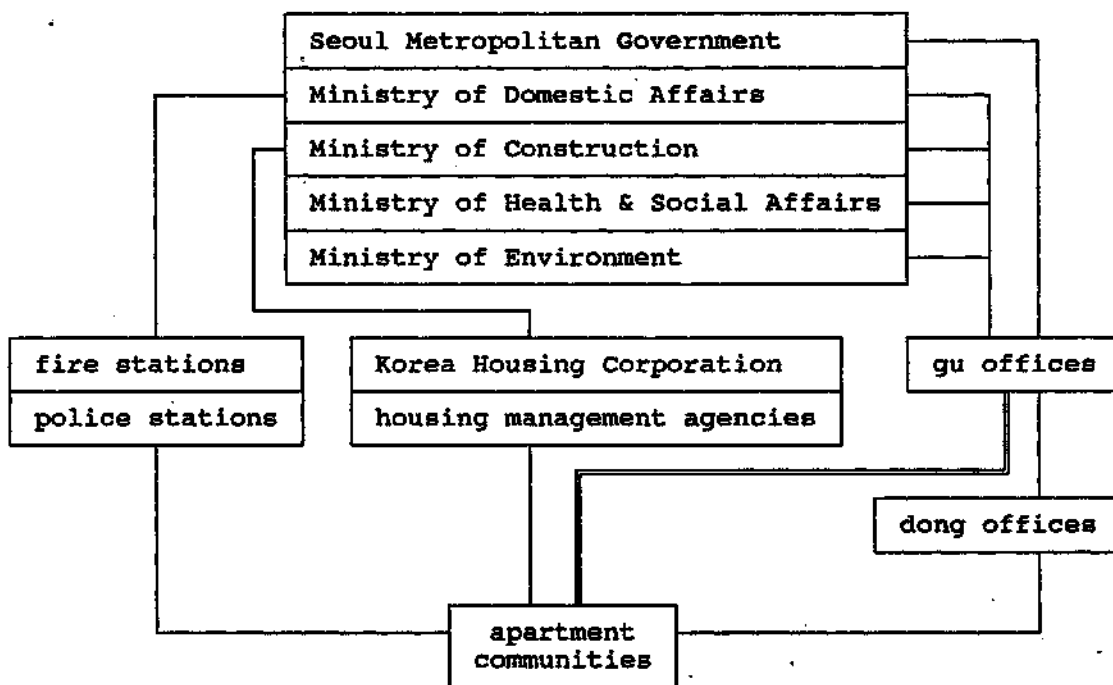 Seoul Metropolitan Government
Ministry of Domestic Affairs
Ministry of Construction
Ministry of Health & Social Affairs
Ministry of Environment
fire stations
police stations
Korea Housing Corporation
housing management agencies
gu offices
dong offices
apartment
communities